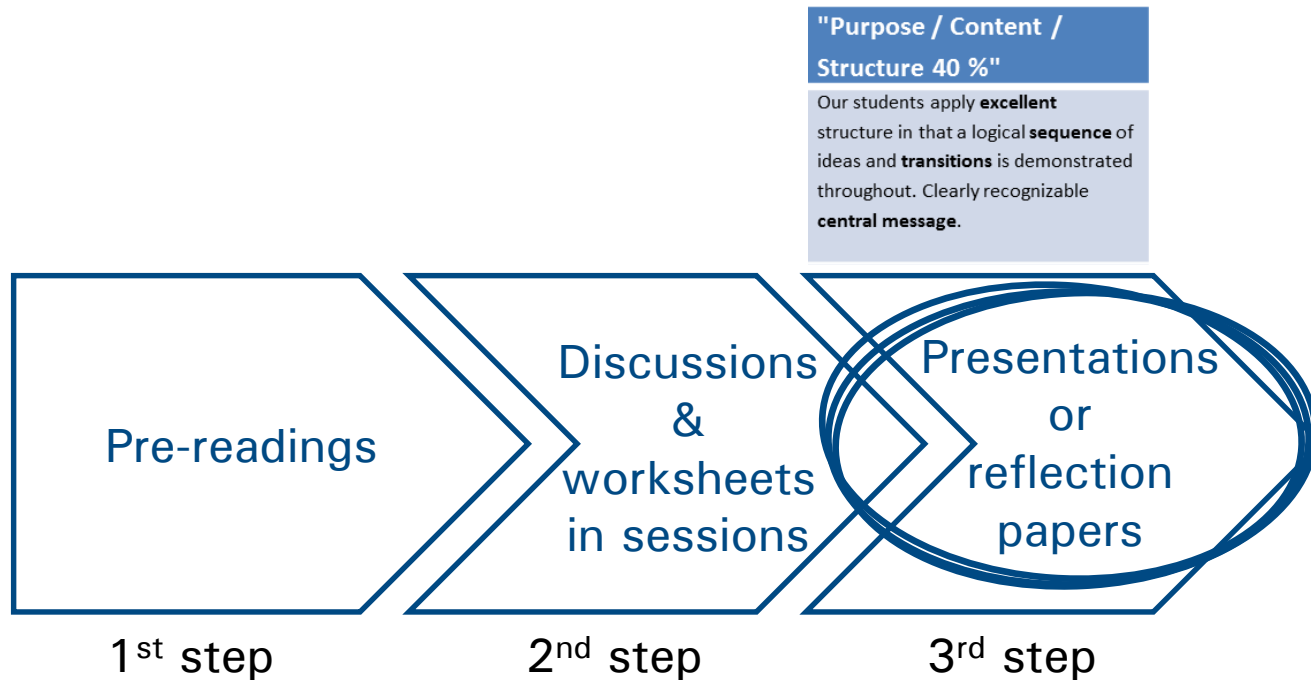 "Purpose / Content /
Structure 40 %"
Our students apply excellent
structure in that a logical sequence of
ideas and transitions is demonstrated
throughout. Clearly recognizable
central message.
Pre-readings
Discussions
&
worksheets
in sessions
Presentations
or
reflection
papers
1st step
2nd step
3rd step